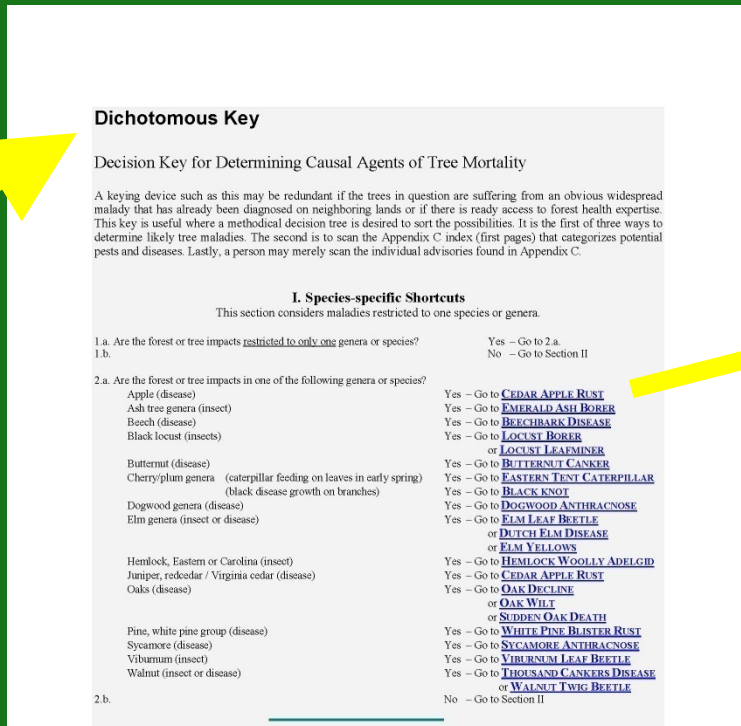 Dichotomous Key
Decision Key for Determining Causal Agents of Tree Mortality
A keying device such as this may be redundant if the trees in question are suffering from an obvious widespread
malady that has already been diagnosed on neighboring lands or if there is ready access to forest health expertise.
This key is useful where a methodical decision tree is desired to sort the possibilities. It is the first of three ways to
determine likely tree maladies. The second is to scan the Appendix C index (first pages) that categorizes potential
pests and diseases. Lastly, a person may merely scan the individual advisories found in Appendix C.
I. Species-specific Shortcuts
This section considers maladies restricted to one species or genera.
1.a. Are the forest or tree impacts restricted to only one genera or species? Yes – Go to 2.a.
1.b. No – Go to Section II
2.a. Are the forest or tree impacts in one of the following genera or species?
Apple (disease) Yes – Go to CEDAR APPLE RUST
Ash tree genera (insect) Yes – Go to EMERALD ASH BORER
Beech (disease) Yes – Go to BEECHBARK DISEASE
Black locust (insects) Yes – Go to LOCUST BORER
or LOCUST LEAFMINER
Butternut (disease) Yes – Go to BUTTERNUT CANKER
Cherry/plum genera (caterpillar feeding on leaves in early spring) Yes – Go to EASTERN TENT CATERPILLAR
(black disease growth on branches) Yes – Go to BLACK KNOT
Dogwood genera (disease) Yes – Go to DOGWOOD ANTHRACNOSE
Elm genera (insect or disease) Yes – Go to ELM LEAF BEETLE
or DUTCH ELM DISEASE
or ELM YELLOWS
Hemlock, Eastern or Carolina (insect) Yes – Go to HEMLOCK WOOLLY ADELGID
Juniper, redcedar / Virginia cedar (disease) Yes – Go to CEDAR APPLE RUST
Oaks (disease) Yes – Go to OAK DECLINE
or OAK WILT
or SUDDEN OAK DEATH
Pine, white pine group (disease) Yes – Go to WHITE PINE BLISTER RUST
Sycamore (disease) Yes – Go to SYCAMORE ANTHRACNOSE
Viburnum (insect) Yes – Go to VIBURNUM LEAF BEETLE
Walnut (insect or disease) Yes – Go to THOUSAND CANKERS DISEASE
or WALNUT TWIG BEETLE
2.b. No – Go to Section II